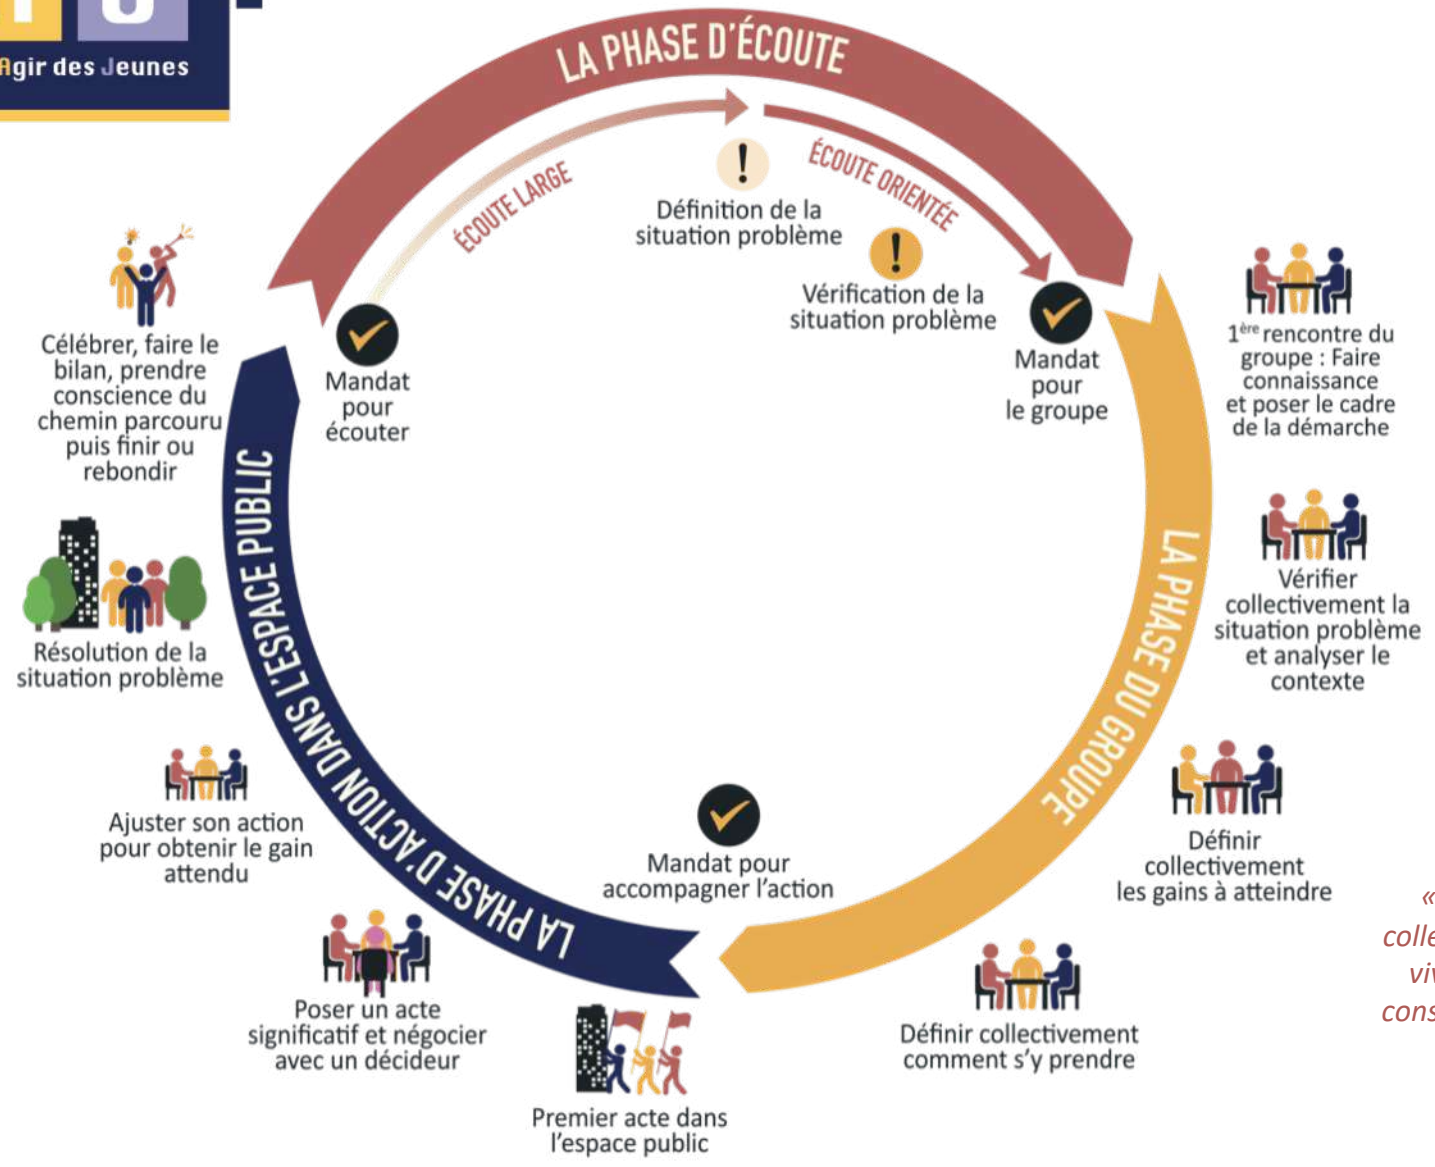 Agir des Jeunes
LA PHASE D'ÉCOUTE
ÉCOUTE LARGE
ÉCOUTE ORIENTÉE
!
Définition de la
situation problème
!
Vérification de la
situation problème
Mandat
pour
écouter
Mandat
pour
le groupe
LA PHASE DU GROUPE
1ère rencontre du
groupe : Faire
connaissance
et poser le cadre
de la démarche
Vérifier
collectivement la
situation problème
et analyser le
contexte
Définir
collectivement
les gains à atteindre
Définir collectivement
comment s'y prendre
Mandat pour
accompagner l'action
LA PHASE D'ACTION DANS L'ESPACE PUBLIC
Premier acte dans
l'espace public
Poser un acte
significatif et négocier
avec un décideur
Ajuster son action
pour obtenir le gain
attendu
Résolution de la
situation problème
Célébrer, faire le
bilan, prendre
conscience du
chemin parcouru
puis finir ou
rebondir
«